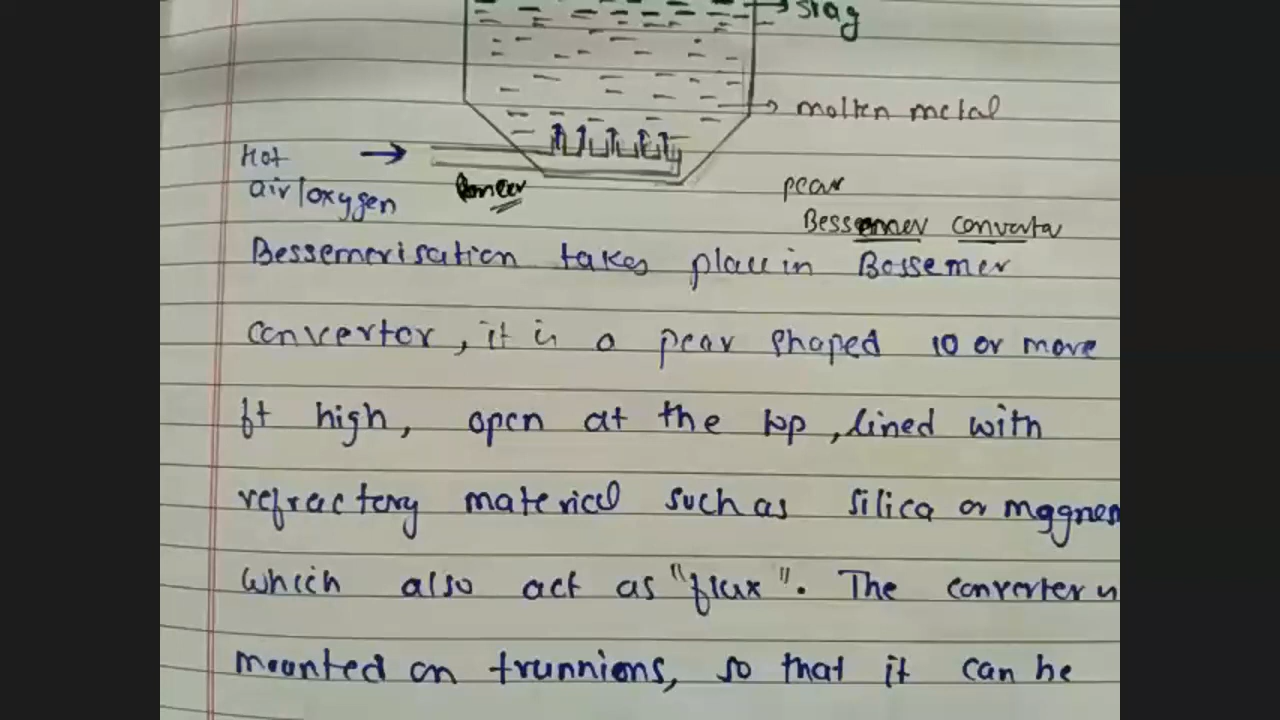 slag
molten metal
Hot
air/oxygen
pear
Bessemer converter
Bessemerisation takes place in Bessemer
convertor, it is a pear shaped 10 or more
ft high, open at the top, lined with
refractory material such as silica or magnes
which also act as "flux". The converter is
mounted on trunnions, so that it can be